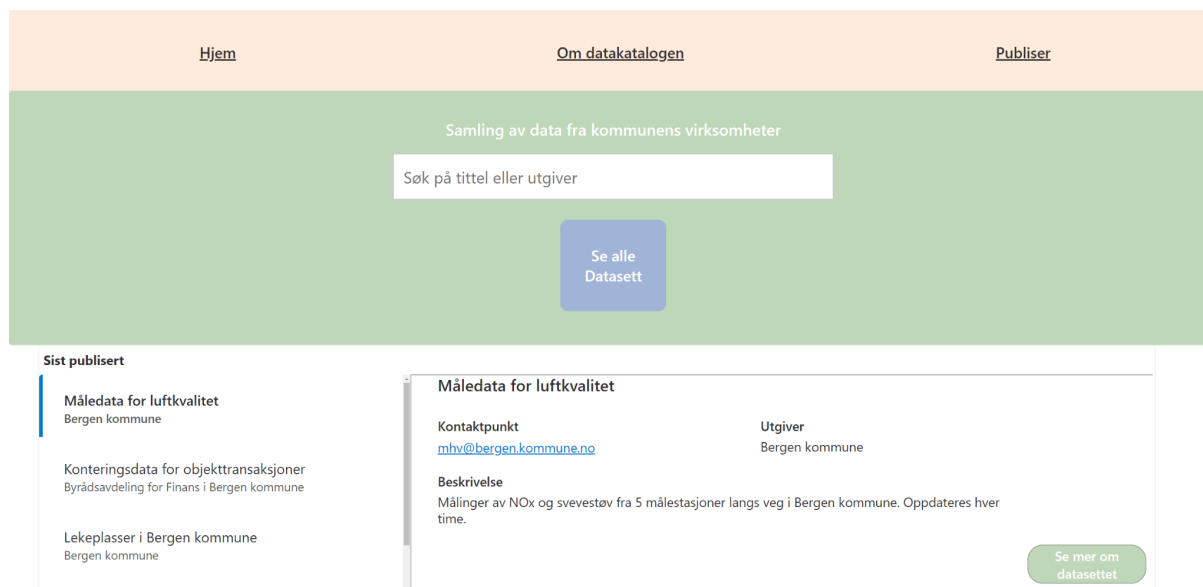 Hjem
Om datakatalogen
Publiser
Samling av data fra kommunens virksomheter
Søk på tittel eller utgiver
Se alle
Datasett
Sist publisert
Måledata for luftkvalitet
Bergen kommune
Konteringsdata for objekttransaksjoner
Byrådsavdeling for Finans i Bergen kommune
Lekeplasser i Bergen kommune
Bergen kommune
Måledata for luftkvalitet
Kontaktpunkt
mhv@bergen.kommune.no
Utgiver
Bergen kommune
Beskrivelse
Målinger av NOx og svevestøv fra 5 målestasjoner langs veg i Bergen kommune. Oppdateres hver
time.
Se mer om
datasettet